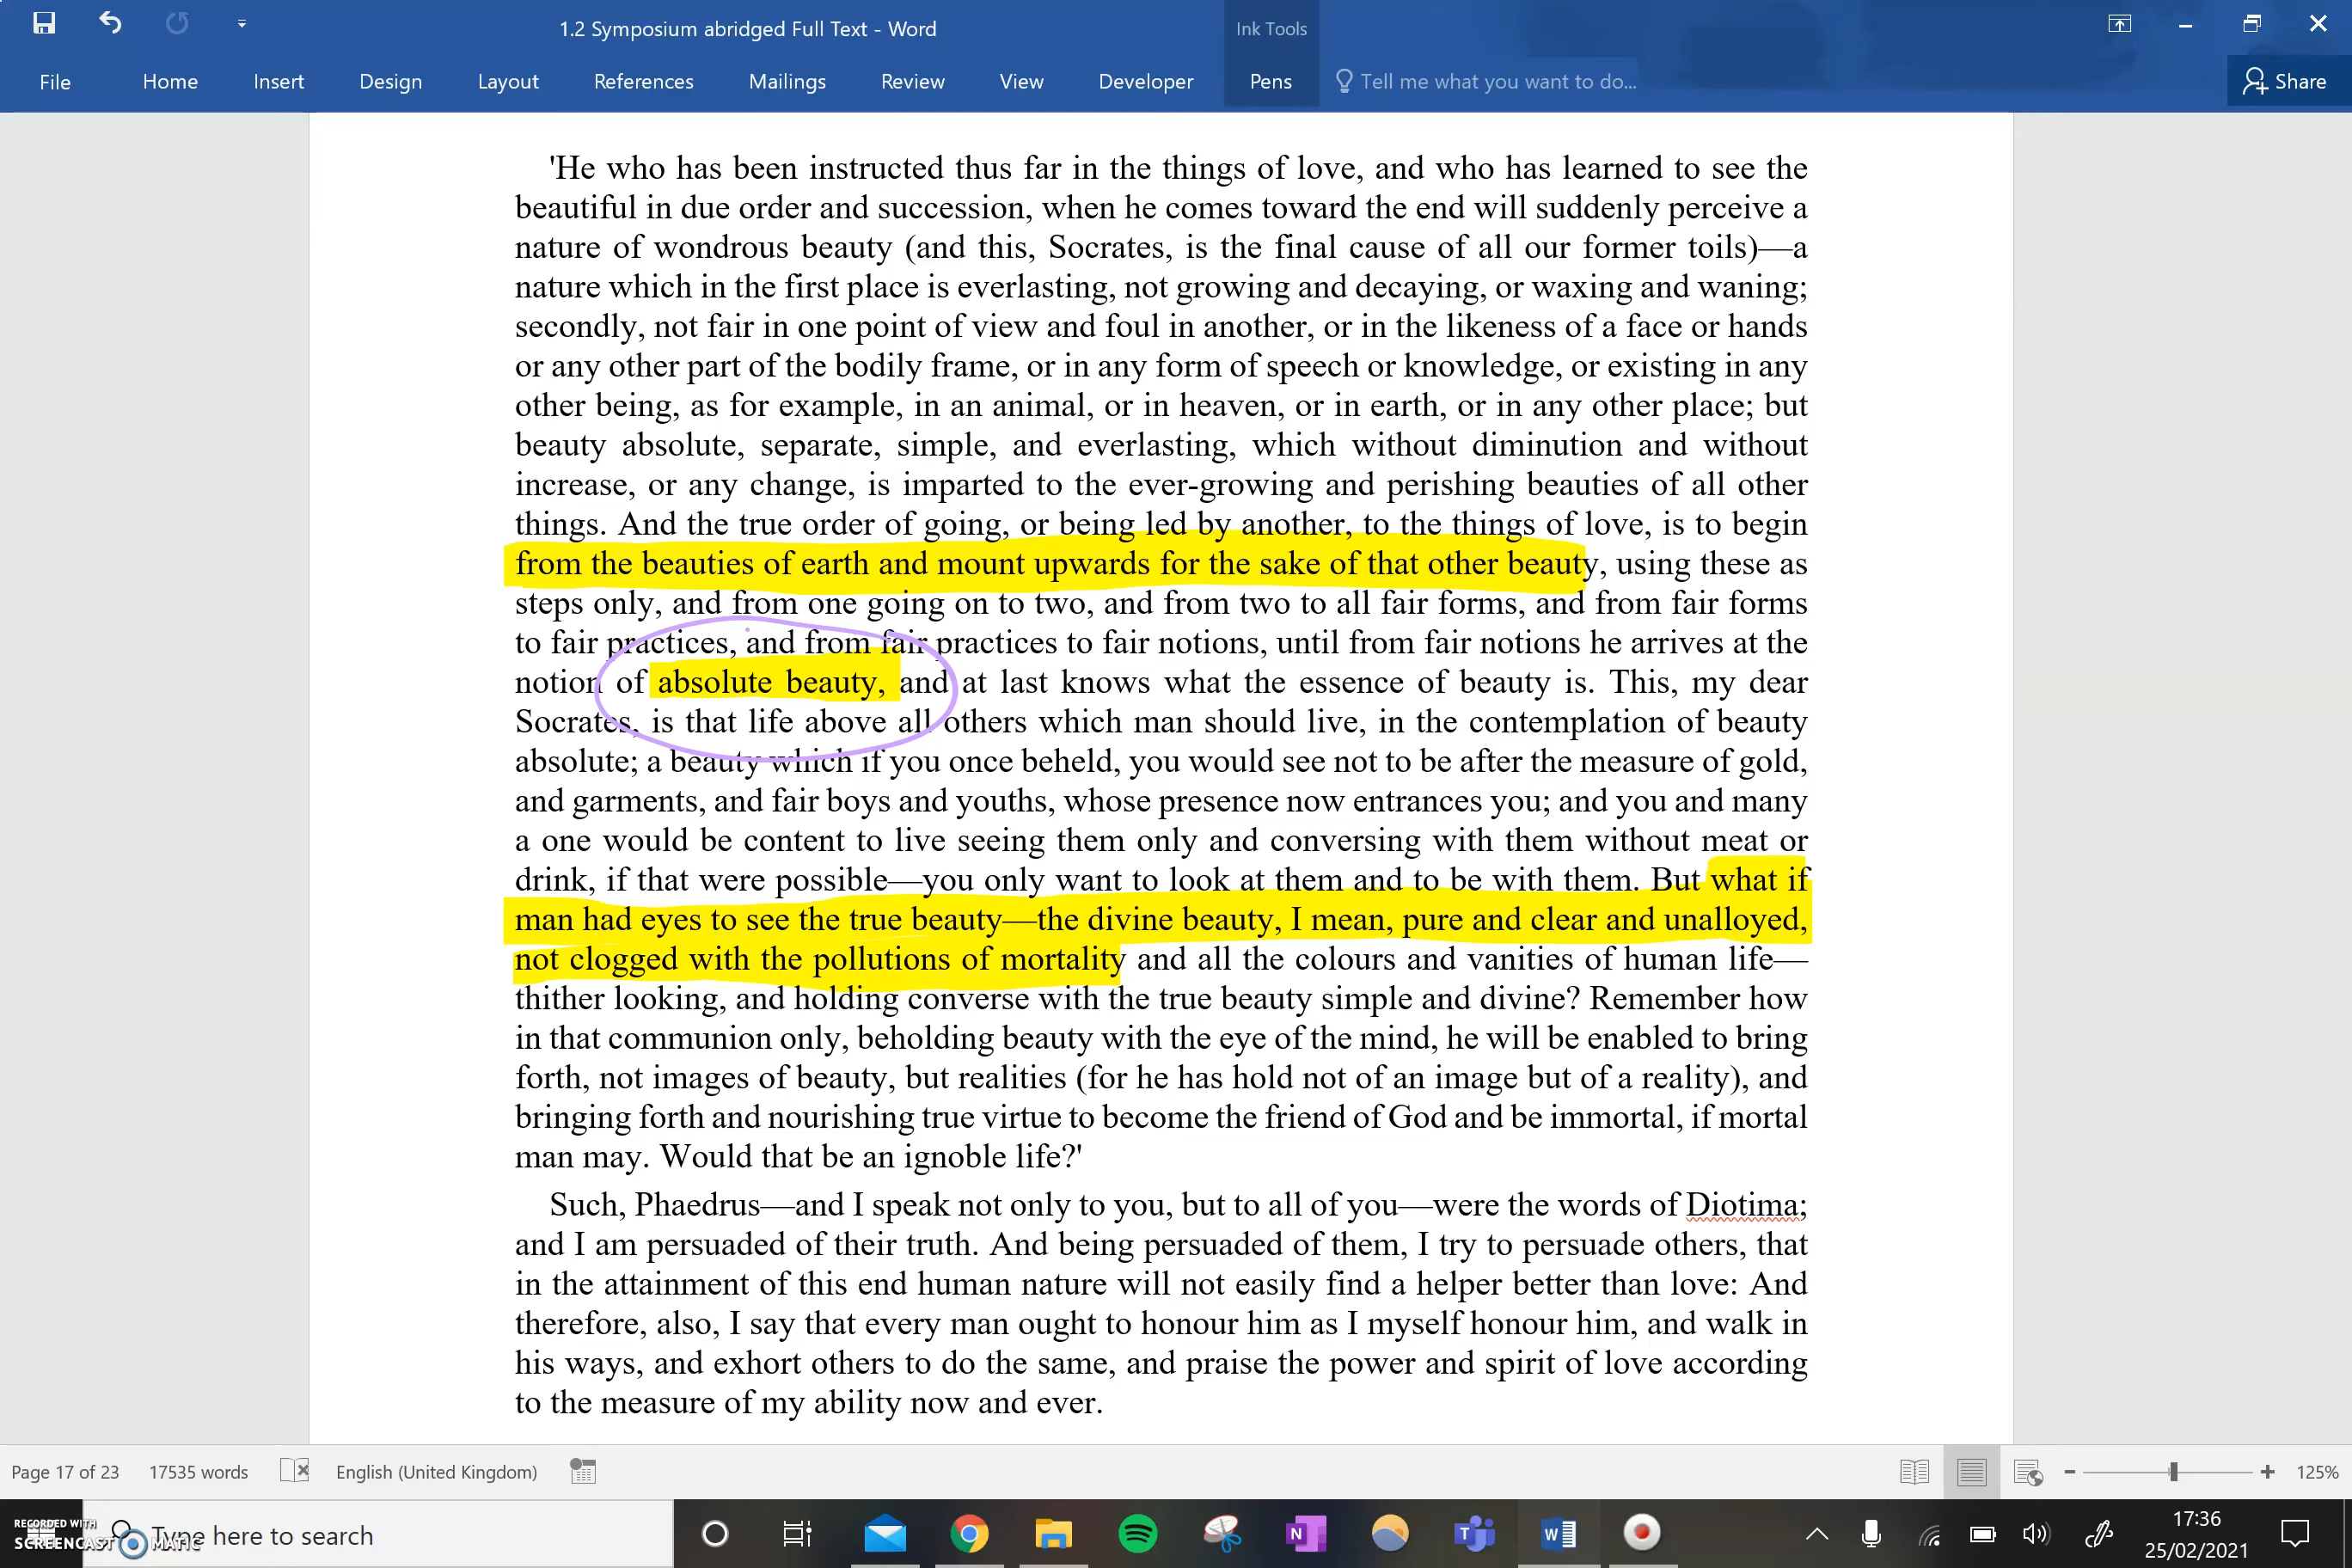 1.2 Symposium abridged Full Text - Word
Ink Tools
File Home Insert Design Layout References Mailings Review View Developer Pens Tell me what you want to do... Share
'He who has been instructed thus far in the things of love, and who has learned to see the
beautiful in due order and succession, when he comes toward the end will suddenly perceive a
nature of wondrous beauty (and this, Socrates, is the final cause of all our former toils)—a
nature which in the first place is everlasting, not growing and decaying, or waxing and waning;
secondly, not fair in one point of view and foul in another, or in the likeness of a face or hands
or any other part of the bodily frame, or in any form of speech or knowledge, or existing in any
other being, as for example, in an animal, or in heaven, or in earth, or in any other place; but
beauty absolute, separate, simple, and everlasting, which without diminution and without
increase, or any change, is imparted to the ever-growing and perishing beauties of all other
things. And the true order of going, or being led by another, to the things of love, is to begin
from the beauties of earth and mount upwards for the sake of that other beauty, using these as
steps only, and from one going on to two, and from two to all fair forms, and from fair forms
to fair practices, and from fair practices to fair notions, until from fair notions he arrives at the
notion of absolute beauty, and at last knows what the essence of beauty is. This, my dear
Socrates, is that life above all others which man should live, in the contemplation of beauty
absolute; a beauty which if you once beheld, you would see not to be after the measure of gold,
and garments, and fair boys and youths, whose presence now entrances you; and you and many
a one would be content to live seeing them only and conversing with them without meat or
drink, if that were possible—you only want to look at them and to be with them. But what if
man had eyes to see the true beauty—the divine beauty, I mean, pure and clear and unalloyed,
not clogged with the pollutions of mortality and all the colours and vanities of human life—
thither looking, and holding converse with the true beauty simple and divine? Remember how
in that communion only, beholding beauty with the eye of the mind, he will be enabled to bring
forth, not images of beauty, but realities (for he has hold not of an image but of a reality), and
bringing forth and nourishing true virtue to become the friend of God and be immortal, if mortal
man may. Would that be an ignoble life?'
Such, Phaedrus—and I speak not only to you, but to all of you—were the words of Diotima;
and I am persuaded of their truth. And being persuaded of them, I try to persuade others, that
in the attainment of this end human nature will not easily find a helper better than love: And
therefore, also, I say that every man ought to honour him as I myself honour him, and walk in
his ways, and exhort others to do the same, and praise the power and spirit of love according
to the measure of my ability now and ever.
Page 17 of 23 17535 words English (United Kingdom) 125%
RECORDED WITH
SCREENCAST MATIC
Type here to search
N T W
17:36
25/02/2021